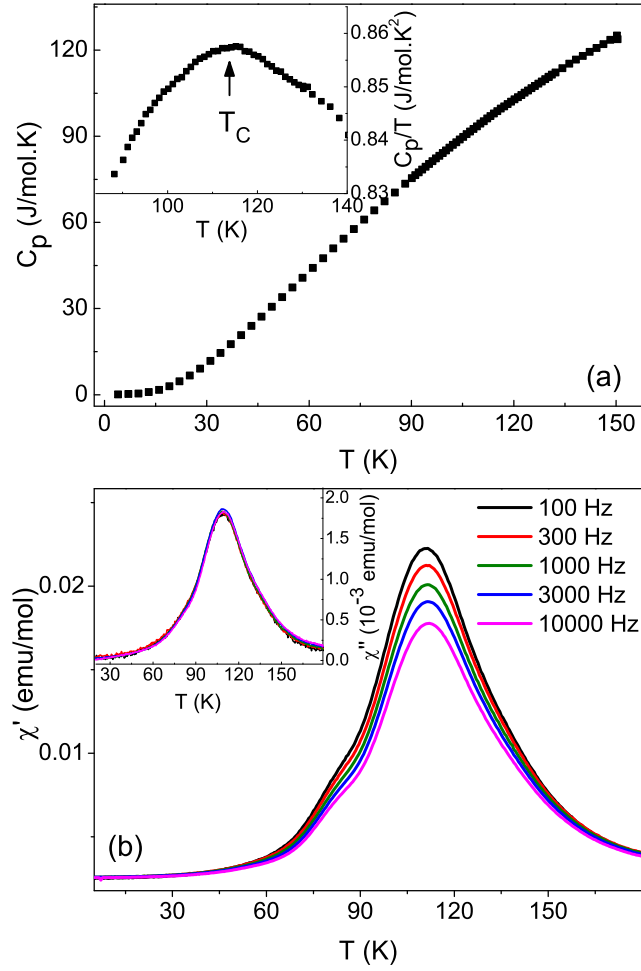 (a)
120
90
60
30
0
Cp (J/mol.K)
0 30 60 90 120 150
T (K)
TC
100 120 140
T (K)
0.86
0.85
0.84
0.83
Cp/T (J/mol.K²)
(b)
0.02
0.01
χ' (emu/mol)
60 90 120 150
T (K)
30 60 90 120 150
T (K)
2.0
1.5
1.0
0.5
0.0
χ'' (10⁻³ emu/mol)
100 Hz
300 Hz
1000 Hz
3000 Hz
10000 Hz